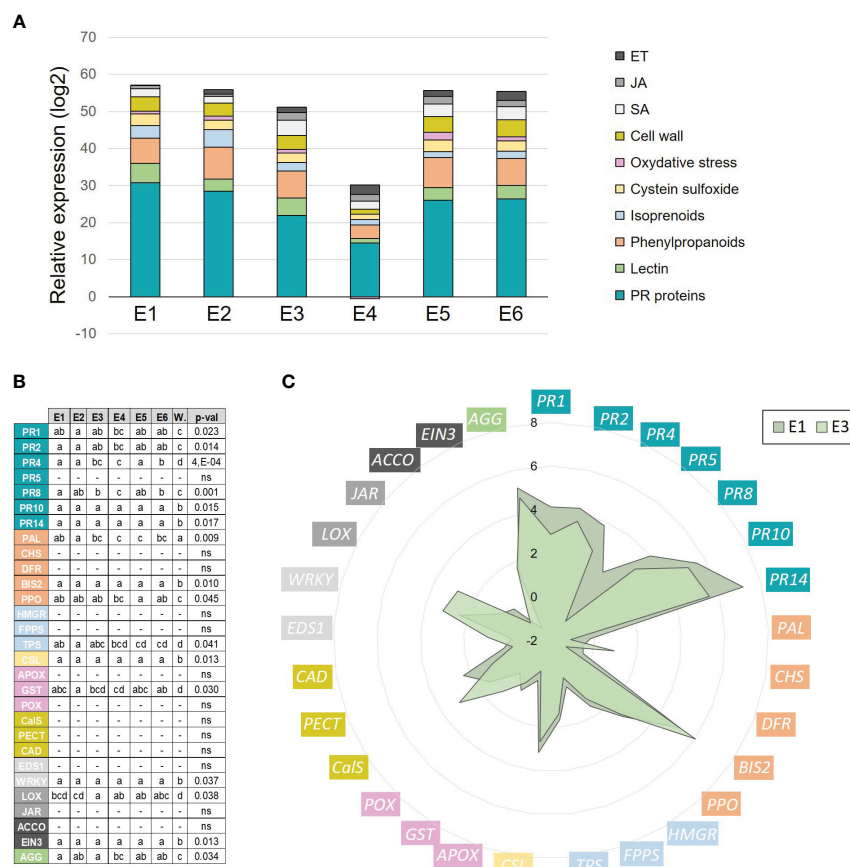 A
Relative expression (log2)
70
60
50
40
30
20
10
0
-10
E1 E2 E3 E4 E5 E6
ET
JA
SA
Cell wall
Oxydative stress
Cystein sulfoxide
Isoprenoids
Phenylpropanoids
Lectin
PR proteins
B
E1 E2 E3 E4 E5 E6 W. p-val
PR1 ab a ab bc ab ab c 0.023
PR2 a a ab bc ab ab c 0.014
PR4 a a bc c a b d 4,E-04
PR5 - - - - - - - ns
PR8 a ab b c ab b c 0.001
PR10 a a a a a a b 0.015
PR14 a a a a a a b 0.017
PAL ab a bc c c bc a 0.009
CHS - - - - - - - ns
DFR - - - - - - - ns
BIS2 a a a a a a b 0.010
PPO ab ab ab bc a ab c 0.045
HMGR - - - - - - - ns
FPPS - - - - - - - ns
TPS ab a abc bcd cd cd d 0.041
CSL a a a a a a b 0.013
APOX - - - - - - - ns
GST abc a bcd cd abc ab d 0.030
POX - - - - - - - ns
CalS - - - - - - - ns
PECT - - - - - - - ns
CAD - - - - - - - ns
EDS1 - - - - - - - ns
WRKY a a a a a a b 0.037
LOX bcd cd a ab ab abc d 0.038
JAR - - - - - - - ns
ACCO - - - - - - - ns
EIN3 a a a a a a b 0.013
AGG a ab a bc ab ab c 0.034
C
E1 E3
8
6
4
2
0
-2
PR1
PR2
PR4
PR5
PR8
PR10
PR14
PAL
CHS
DFR
BIS2
PPO
HMGR
FPPS
TPS
CSL
APOX
GST
POX
CalS
PECT
CAD
EDS1
WRKY
LOX
JAR
ACCO
EIN3
AGG